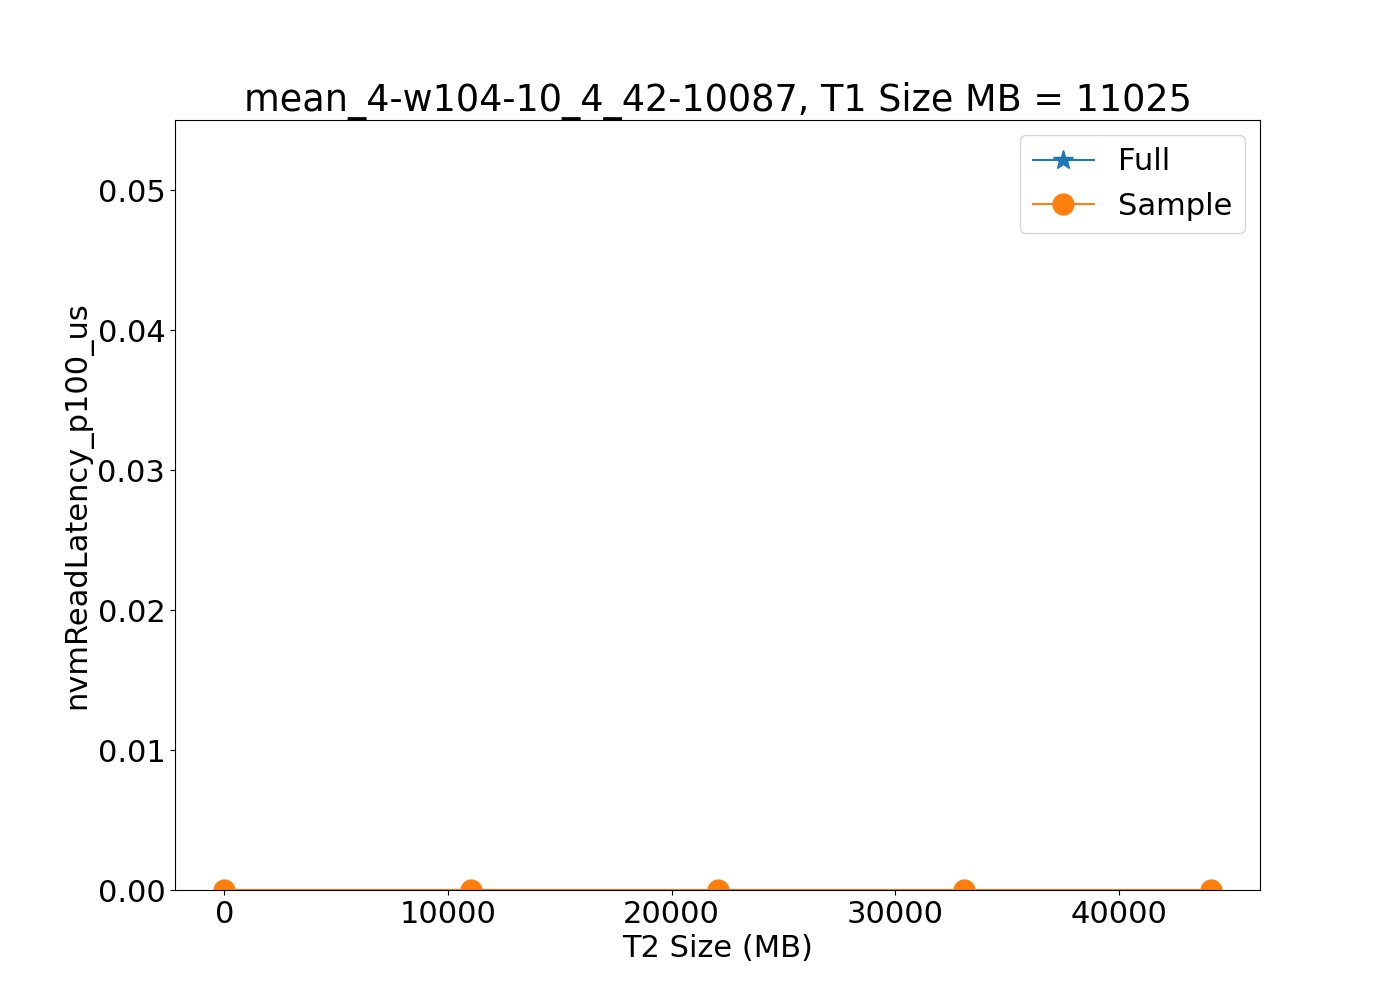 mean_4-w104-10_4_42-10087, T1 Size MB = 11025
Full
Sample
nvmReadLatency_p100_us
0.05
0.04
0.03
0.02
0.01
0.00
0 10000 20000 30000 40000
T2 Size (MB)